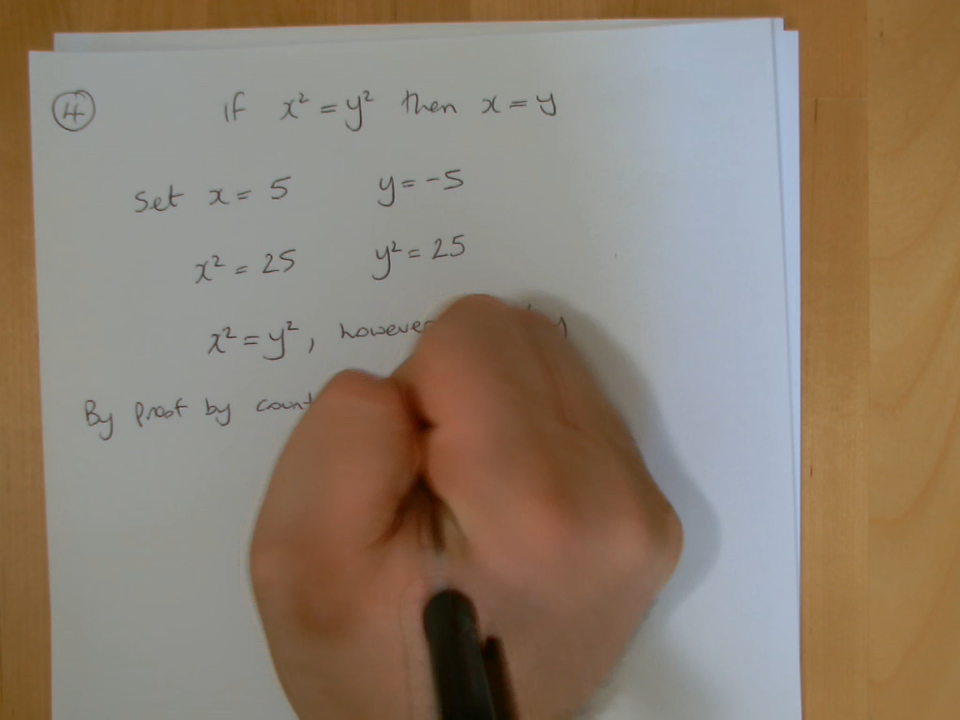 4 If x² = y² then x = y
Set x = 5 y = -5
x² = 25 y² = 25
x² = y², however y
By proof by